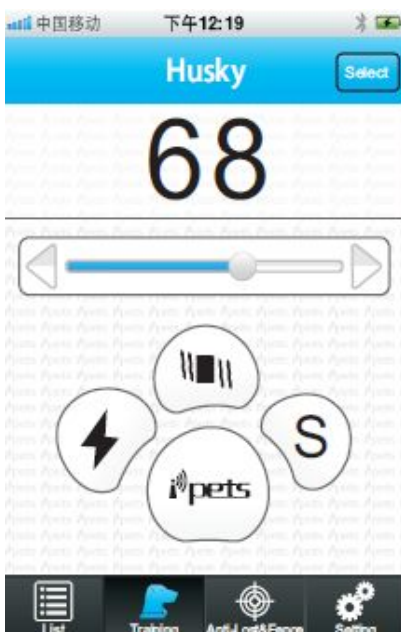 中国移动 下午12:19
Husky
Select
68
S
i pets
List Training Anti-Lost&Fence Setting